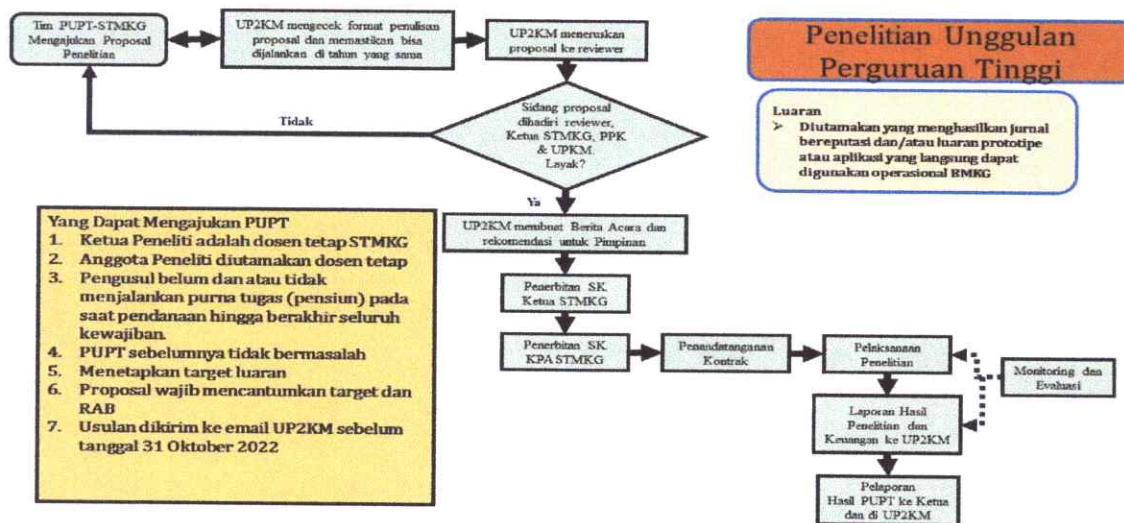 Tim PUPT-STMKG
Mengajukan Proposal
Penelitian
UP2KM mengecek format penulisan
proposal dan memastikan bisa
dijalankan di tahun yang sama
UP2KM meneruskan
proposal ke reviewer
Penelitian Unggulan
Perguruan Tinggi
Luaran
➢ Diutamakan yang menghasilkan jurnal
bereputasi dan/atau luaran prototipe
atau aplikasi yang langsung dapat
digunakan operasional BMKG
Sidang proposal
dihadiri reviewer,
Ketua STMKG, PPK
& UPKM.
Layak?
Tidak
Ya
UP2KM membuat Berita Acara dan
rekomendasi untuk Pimpinan
Penerbitan SK
Ketua STMKG
Penerbitan SK
KPA STMKG
Penandatanganan
Kontrak
Pelaksanaan
Penelitian
Monitoring dan
Evaluasi
Laporan Hasil
Penelitian dan
Keuangan ke UP2KM
Pelaporan
Hasil PUPT ke Ketua
dan di UP2KM
Yang Dapat Mengajukan PUPT
1. Ketua Peneliti adalah dosen tetap STMKG
2. Anggota Peneliti diutamakan dosen tetap
3. Pengusul belum dan atau tidak
menjalankan purna tugas (pensiun) pada
saat pendanaan hingga berakhir seluruh
kewajiban.
4. PUPT sebelumnya tidak bermasalah
5. Menetapkan target luaran
6. Proposal wajib mencantumkan target dan
RAB
7. Usulan dikirim ke email UP2KM sebelum
tanggal 31 Oktober 2022